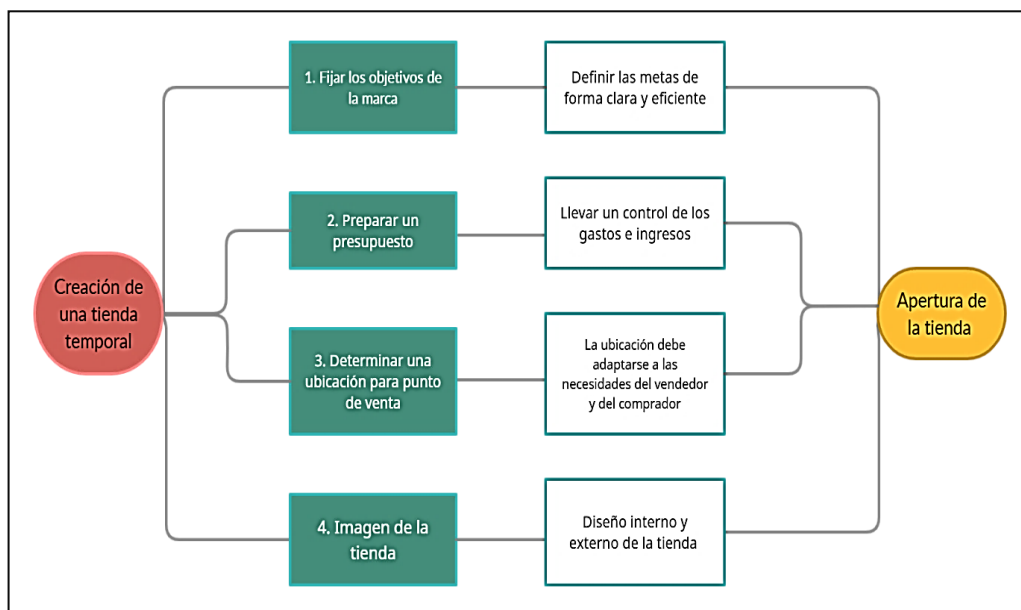 Creación de
una tienda
temporal
1. Fijar los objetivos de
la marca
Definir las metas de
forma clara y eficiente
2. Preparar un
presupuesto
Llevar un control de los
gastos e ingresos
3. Determinar una
ubicación para punto
de venta
La ubicación debe
adaptarse a las
necesidades del vendedor
y del comprador
4. Imagen de la
tienda
Diseño interno y
externo de la tienda
Apertura de
la tienda